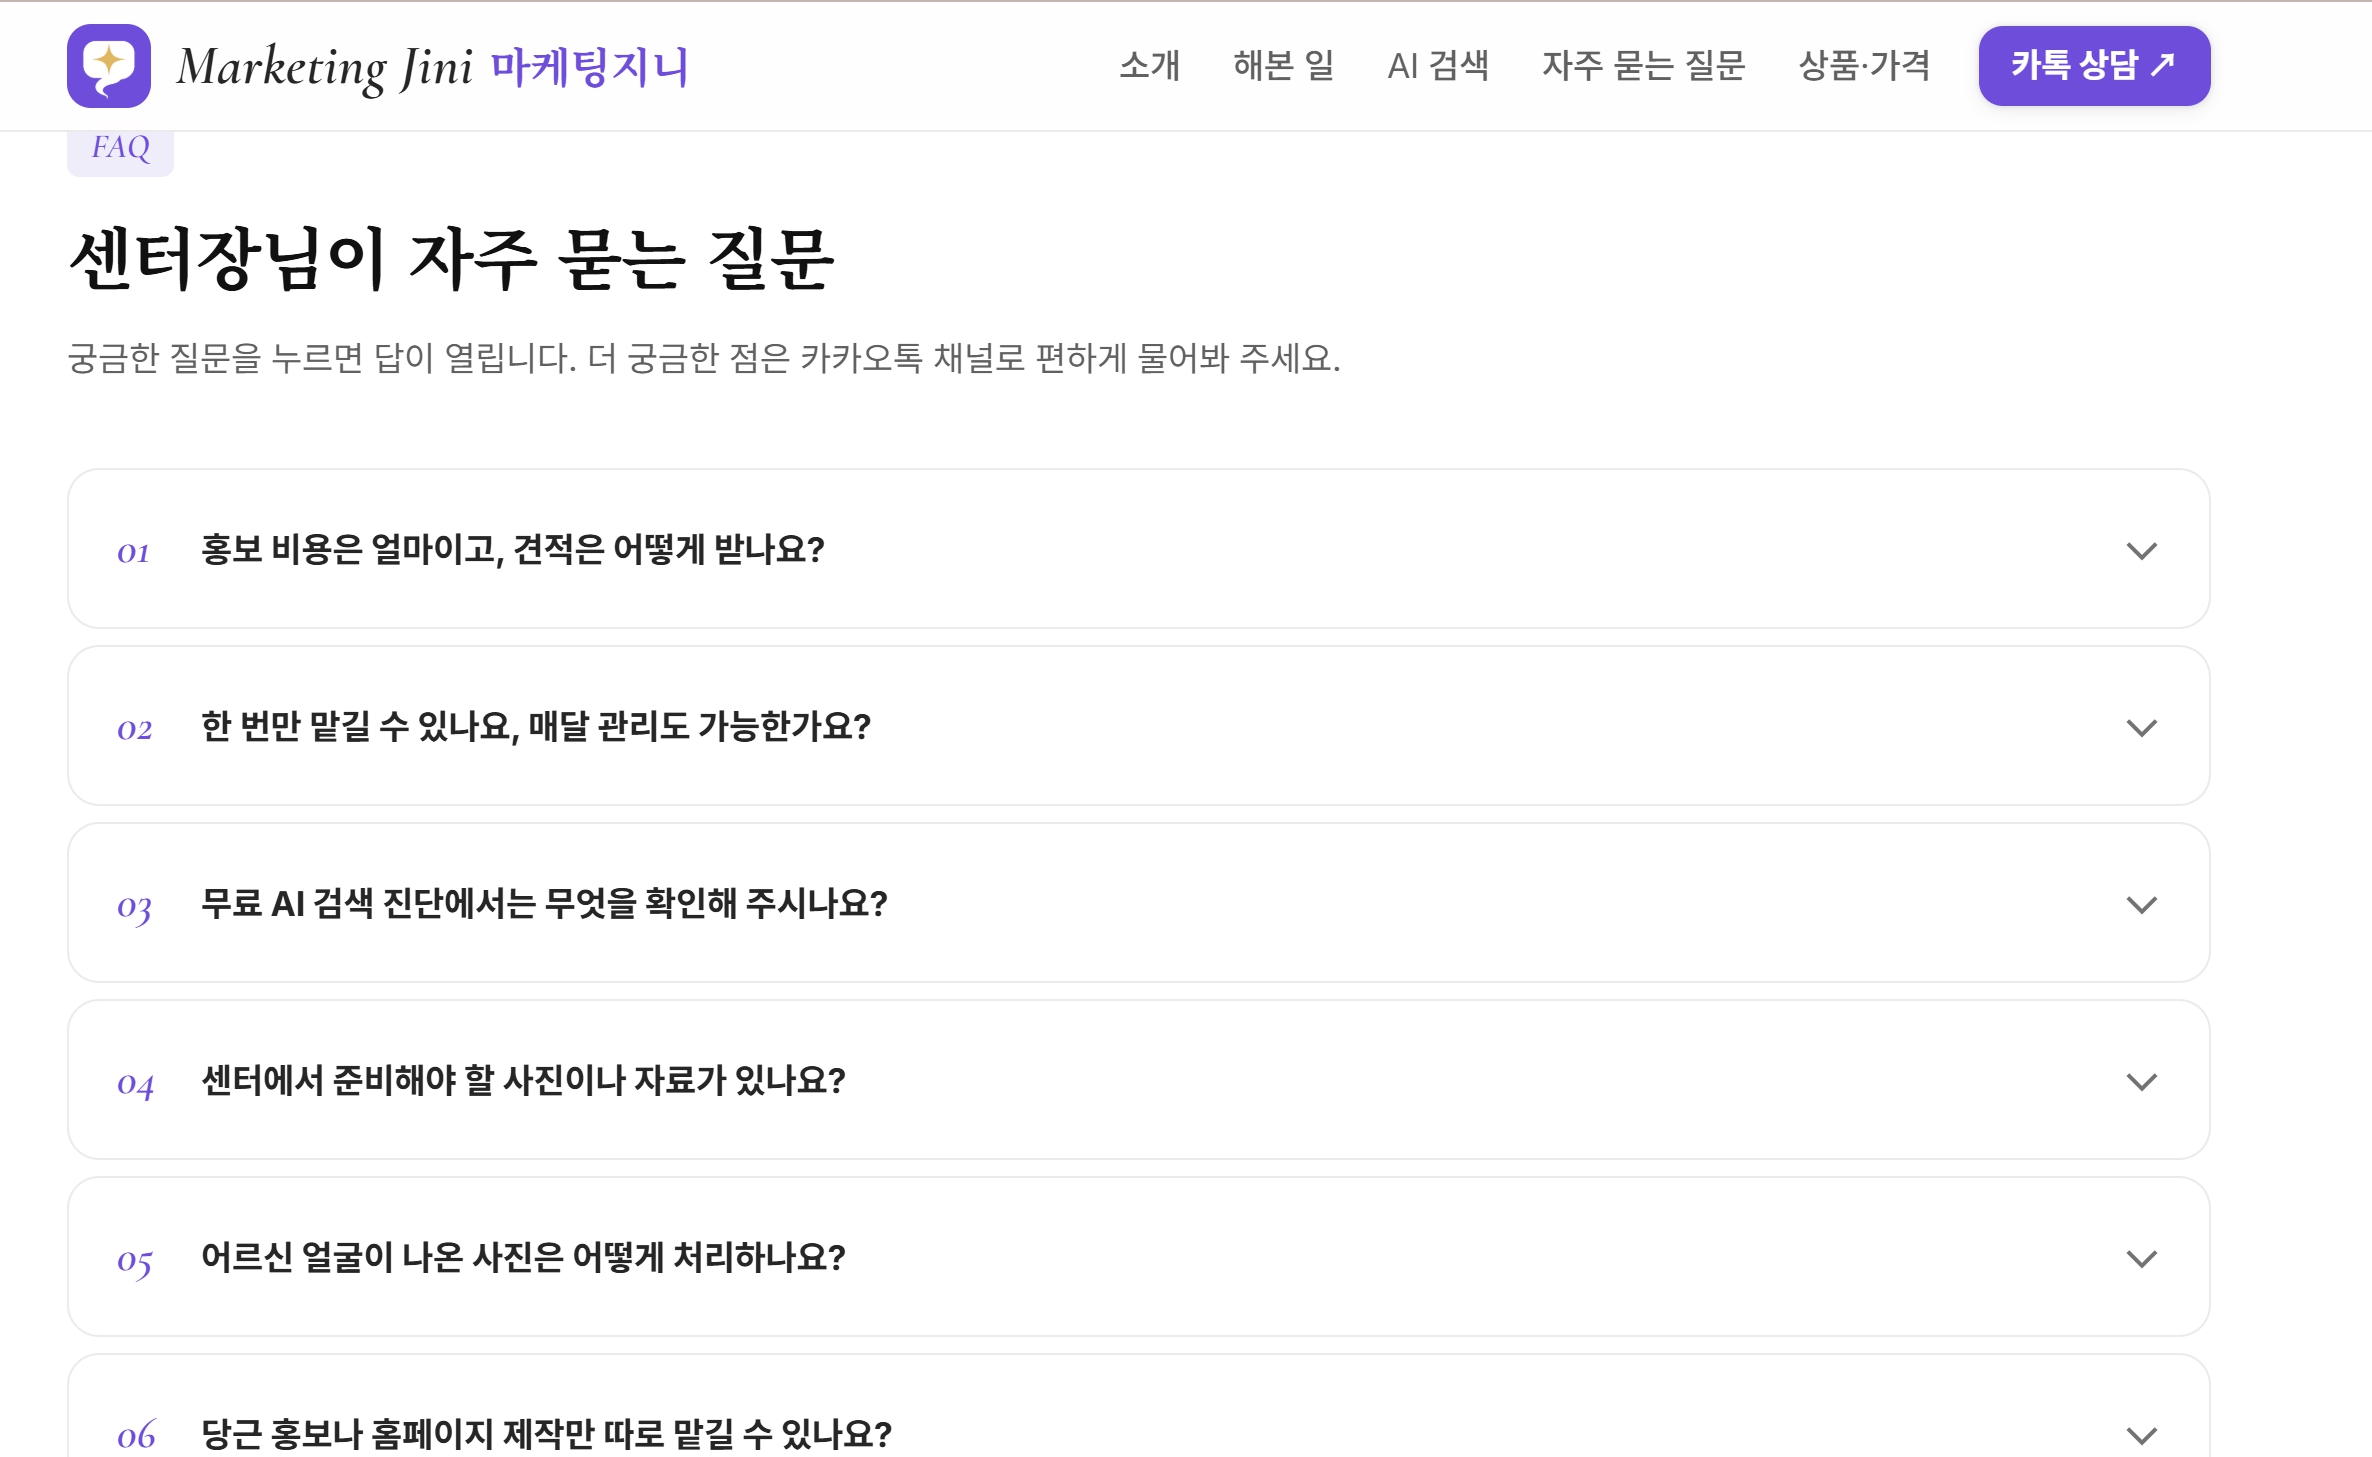 Marketing Jini 마케팅지니
소개 해본 일 AI 검색 자주 묻는 질문 상품·가격 카톡 상담 ↗
FAQ
센터장님이 자주 묻는 질문
궁금한 질문을 누르면 답이 열립니다. 더 궁금한 점은 카카오톡 채널로 편하게 물어봐 주세요.
01 홍보 비용은 얼마이고, 견적은 어떻게 받나요?
02 한 번만 맡길 수 있나요, 매달 관리도 가능한가요?
03 무료 AI 검색 진단에서는 무엇을 확인해 주시나요?
04 센터에서 준비해야 할 사진이나 자료가 있나요?
05 어르신 얼굴이 나온 사진은 어떻게 처리하나요?
06 당근 홍보나 홈페이지 제작만 따로 맡길 수 있나요?